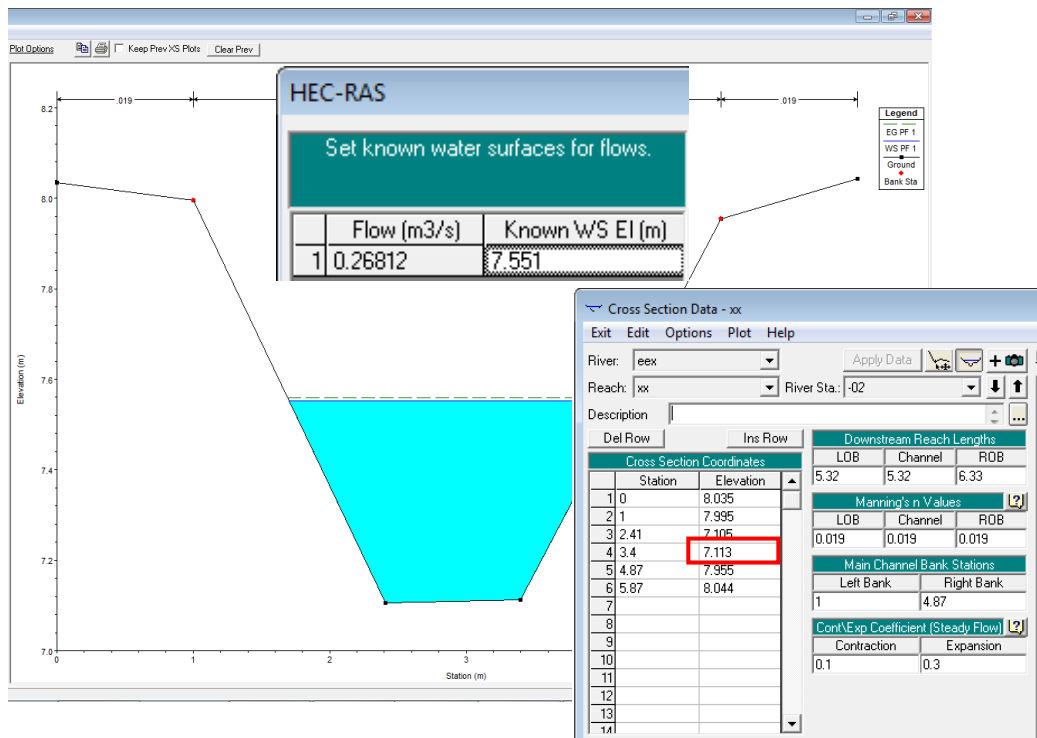 Plot Options Keep Prev XS Plots Clear Prev
HEC-RAS
Set known water surfaces for flows.
Flow (m3/s) Known WS El (m)
1 0.26812 7.551
.019 .019
Legend
EG PF 1
WS PF 1
Ground
Bank Sta
8.2
8.0
7.8
7.6
7.4
7.2
7.0
Elevation (m)
0 1 2 3
Station (m)
Cross Section Data - xx
Exit Edit Options Plot Help
River: eex Apply Data
Reach: xx River Sta.: -02
Description
Del Row Ins Row
Cross Section Coordinates
Station Elevation
1 0 8.035
2 1 7.995
3 2.41 7.105
4 3.4 7.113
5 4.87 7.955
6 5.87 8.044
7
8
9
10
11
12
13
14
Downstream Reach Lengths
LOB Channel ROB
5.32 5.32 6.33
Manning's n Values
LOB Channel ROB
0.019 0.019 0.019
Main Channel Bank Stations
Left Bank Right Bank
1 4.87
Cont\Exp Coefficient (Steady Flow)
Contraction Expansion
0.1 0.3